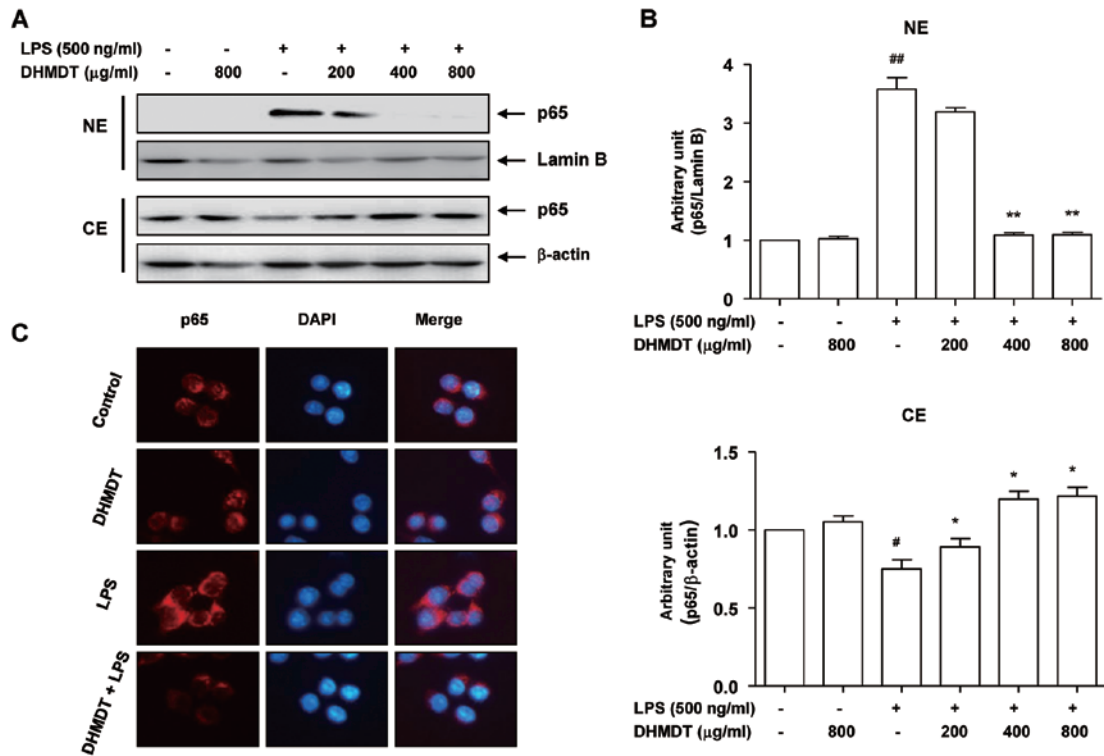 A
LPS (500 ng/ml) - - + + + +
DHMDT (μg/ml) - 800 - 200 400 800
NE
p65
Lamin B
CE
p65
β-actin
B
NE
Arbitrary unit
(p65/Lamin B)
4
3
2
1
0
##
**
**
LPS (500 ng/ml) - - + + + +
DHMDT (μg/ml) - 800 - 200 400 800
CE
Arbitrary unit
(p65/β-actin)
1.5
1.0
0.5
0.0
#
*
*
*
LPS (500 ng/ml) - - + + + +
DHMDT (μg/ml) - 800 - 200 400 800
C
p65 DAPI Merge
Control
DHMDT
LPS
DHMDT + LPS